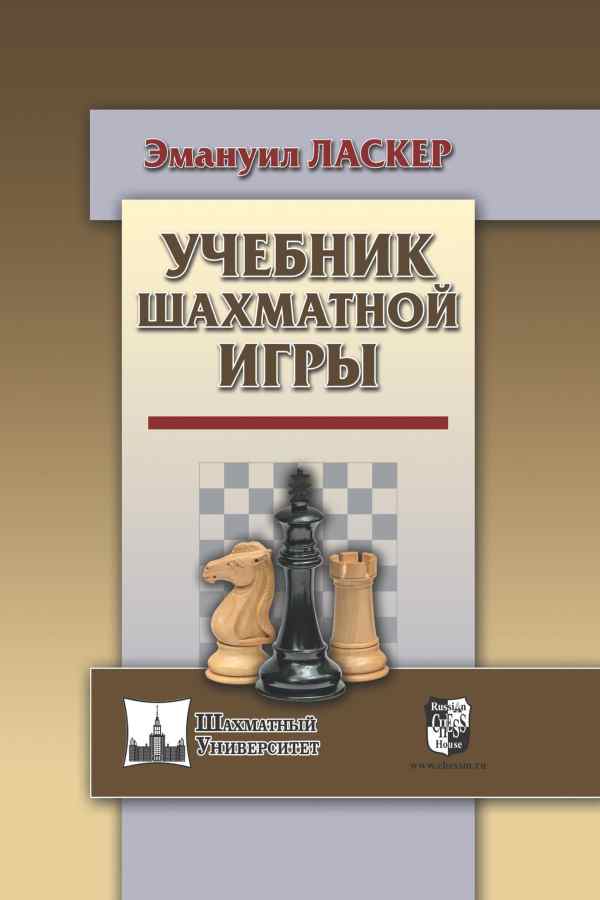 Эмануил ЛАСКЕР
УЧЕБНИК
ШАХМАТНОЙ
ИГРЫ
ШАХМАТНЫЙ
УНИВЕРСИТЕТ
Russian
CHESS
House
www.chessm.ru